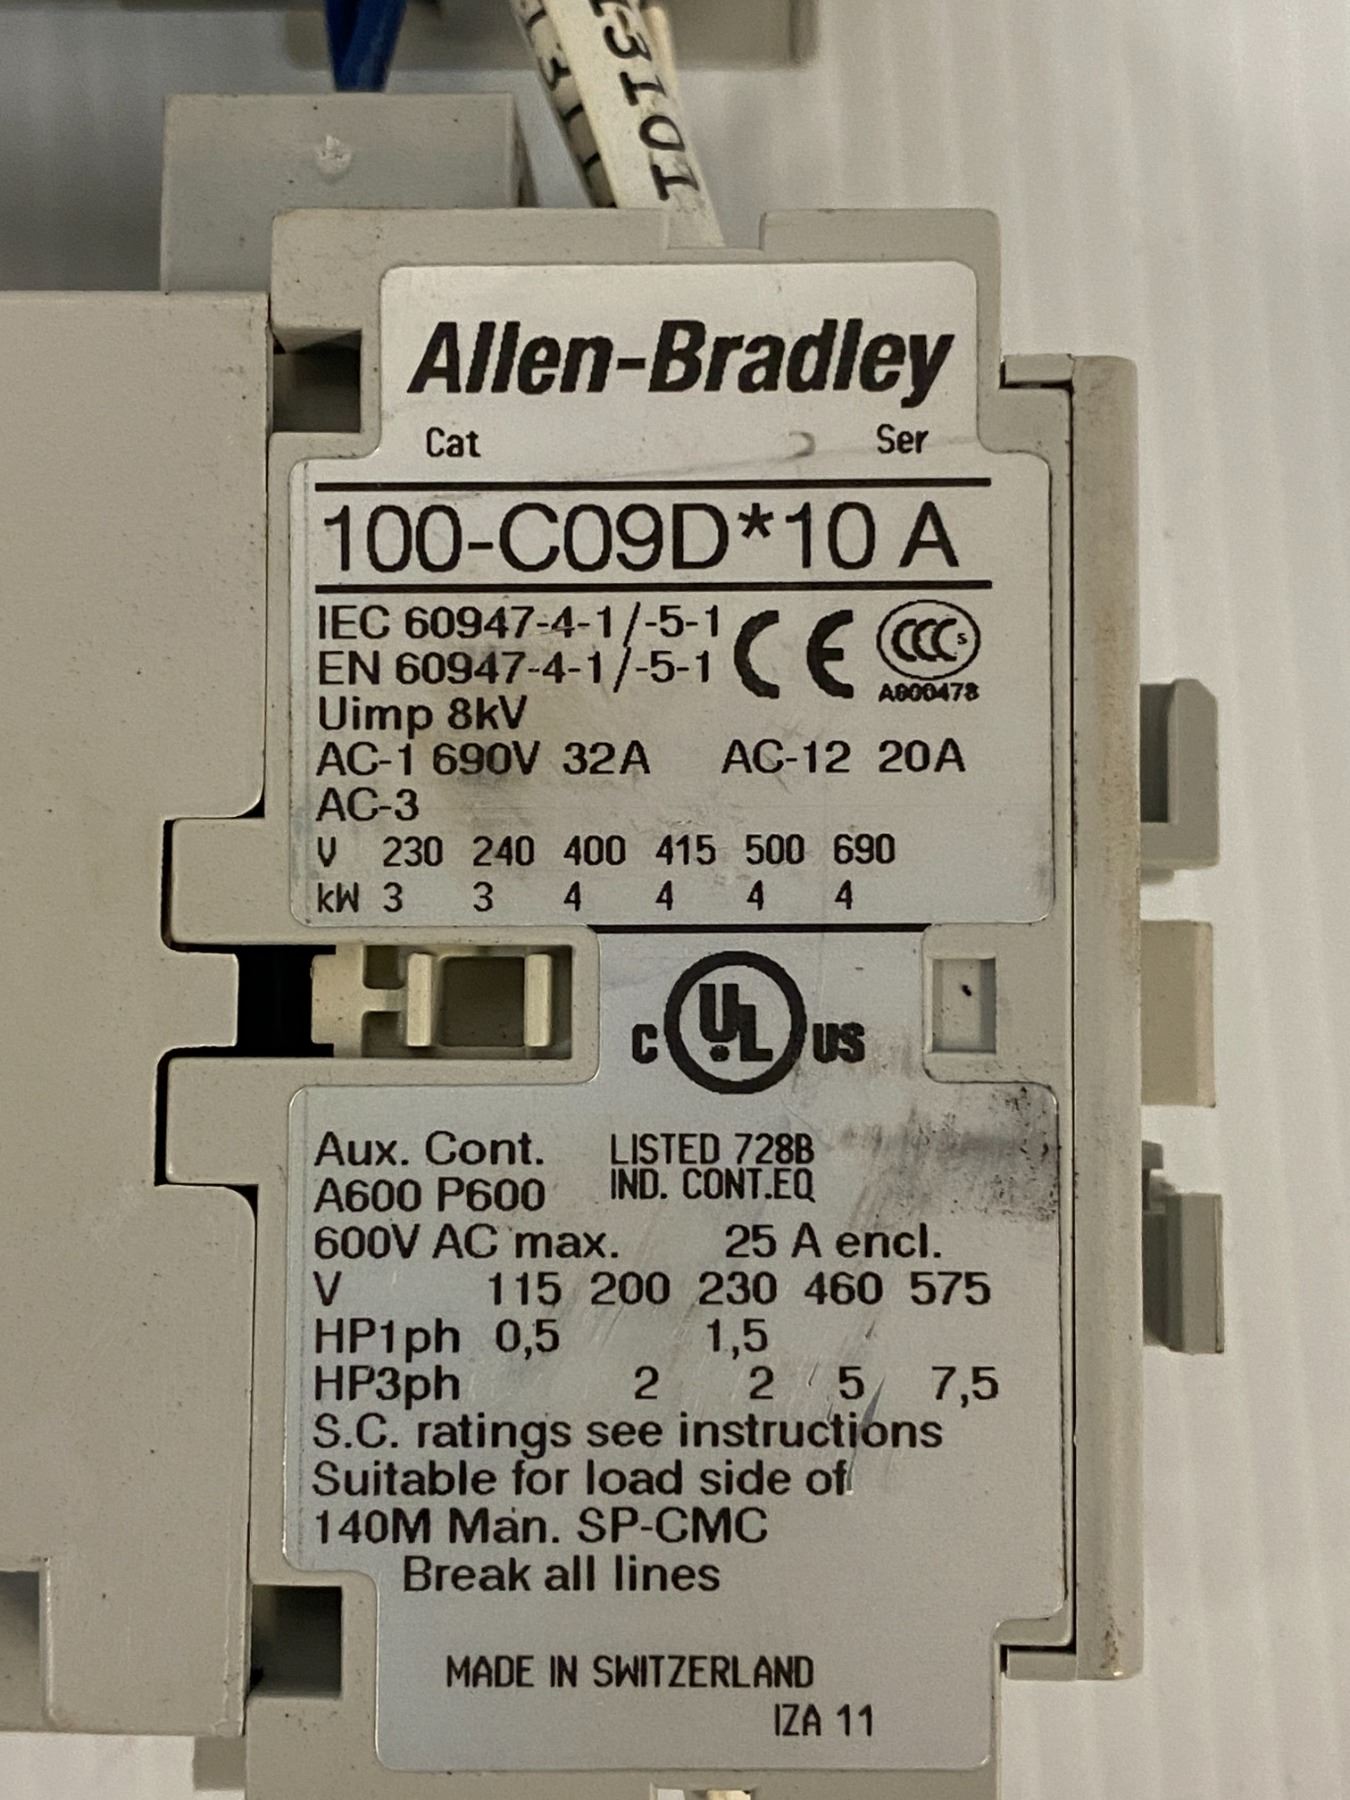 1013
Allen-Bradley
Cat Ser
100-C09D*10 A
IEC 60947-4-1/-5-1 CE CCC S
EN 60947-4-1/-5-1 A000478
Uimp 8kV
AC-1 690V 32A AC-12 20A
AC-3
V 230 240 400 415 500 690
kW 3 3 4 4 4 4
C UL US
Aux. Cont. LISTED 728B
A600 P600 IND. CONT.EQ
600V AC max. 25 A encl.
V 115 200 230 460 575
HP1ph 0,5 1,5
HP3ph 2 2 5 7,5
S.C. ratings see instructions
Suitable for load side of
140M Man. SP-CMC
Break all lines
MADE IN SWITZERLAND
IZA 11